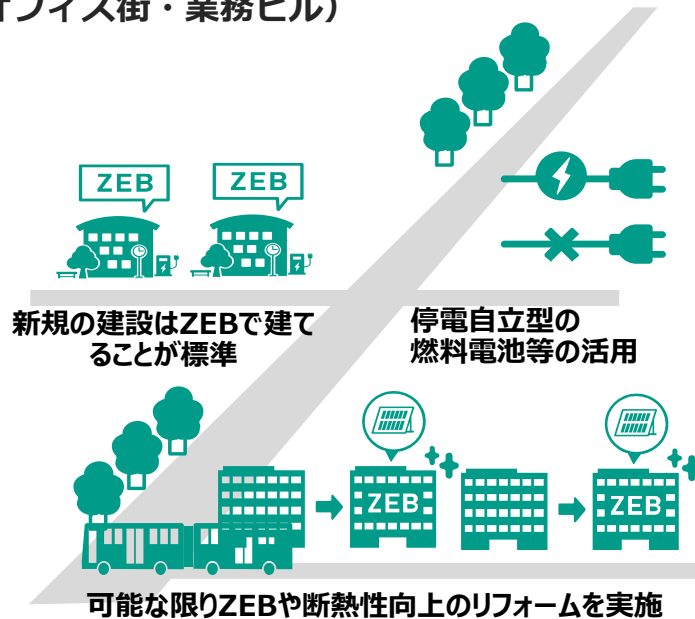 オフィス街・業務ビル）
ZEB
ZEB
新規の建設はZEBで建て
ることが標準
停電自立型の
燃料電池等の活用
ZEB
ZEB
可能な限りZEBや断熱性向上のリフォームを実施